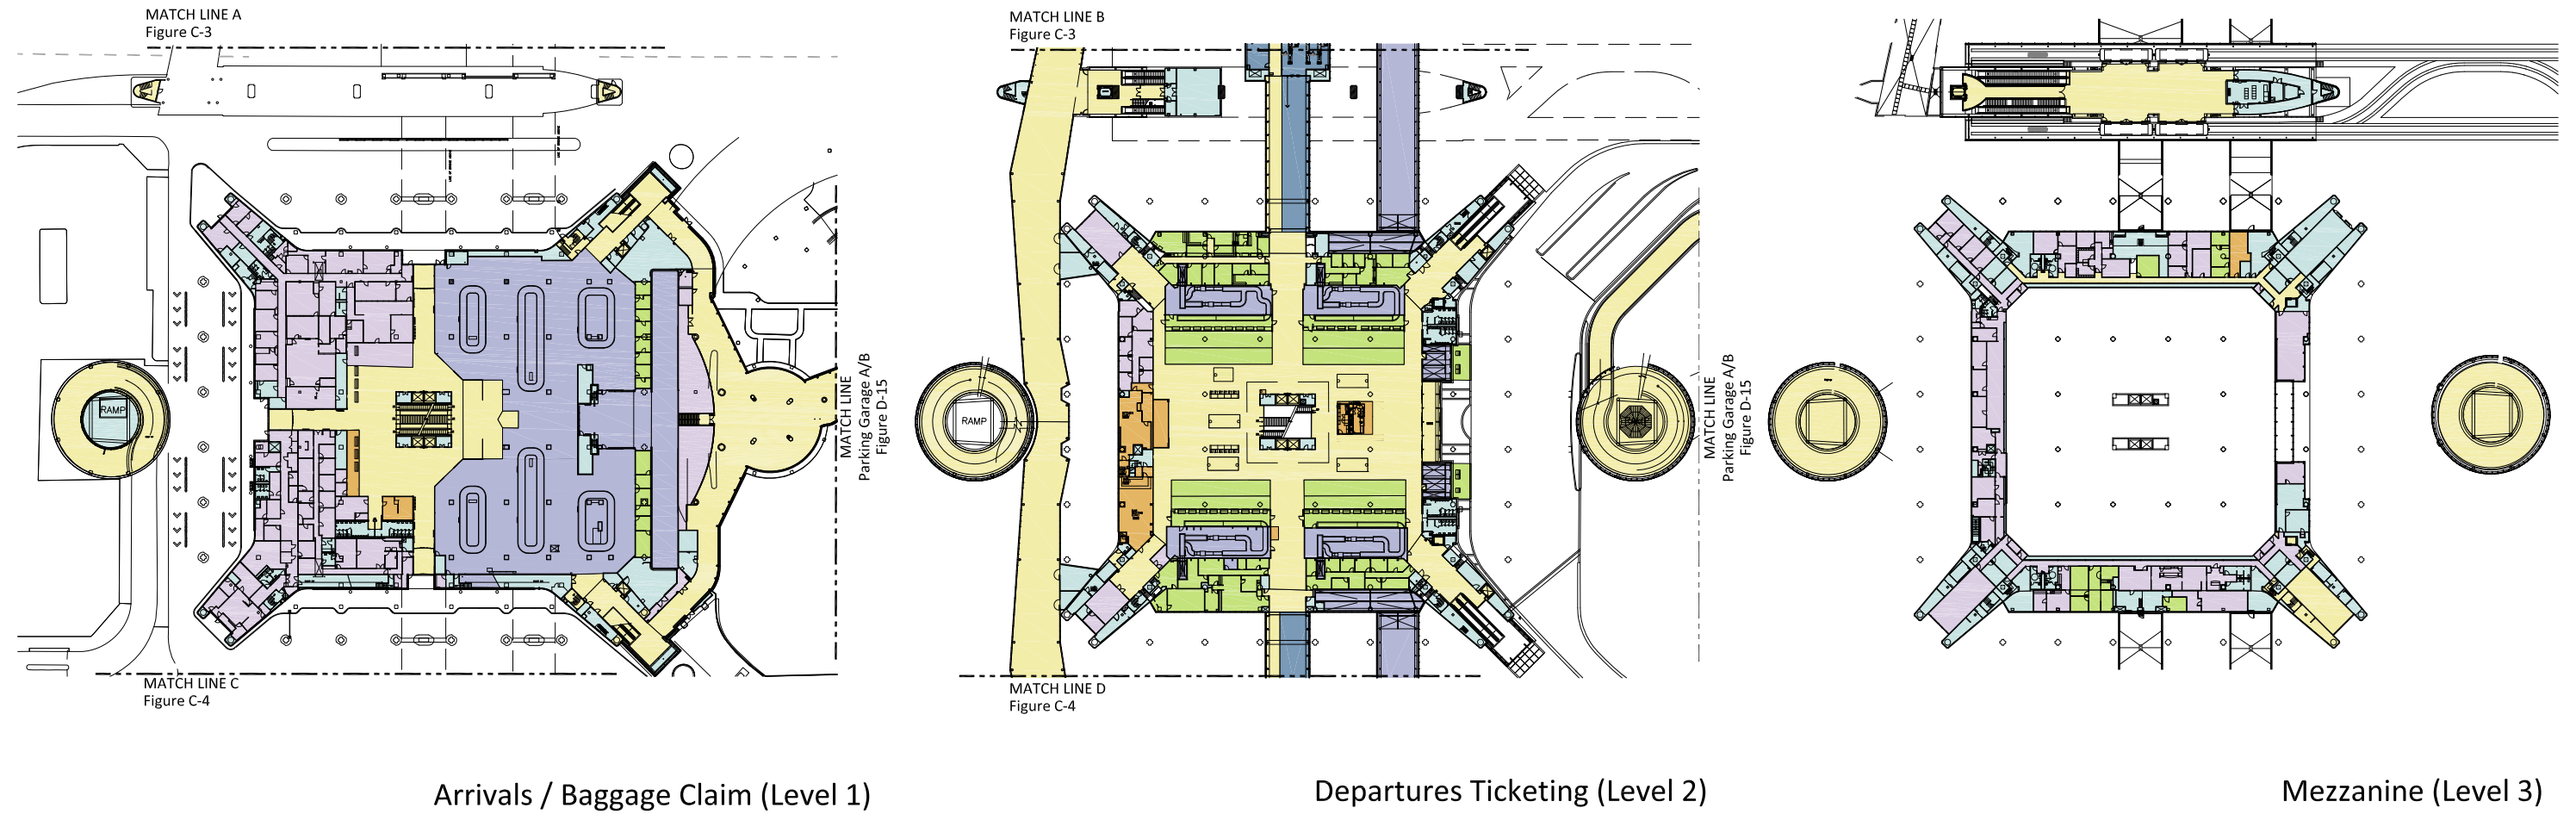 MATCH LINE A
Figure C-3
MATCH LINE B
Figure C-3
RAMP
MATCH LINE
Parking Garage A/B
Figure D-15
RAMP
MATCH LINE
Parking Garage A/B
Figure D-15
MATCH LINE C
Figure C-4
MATCH LINE D
Figure C-4
Arrivals / Baggage Claim (Level 1)
Departures Ticketing (Level 2)
Mezzanine (Level 3)